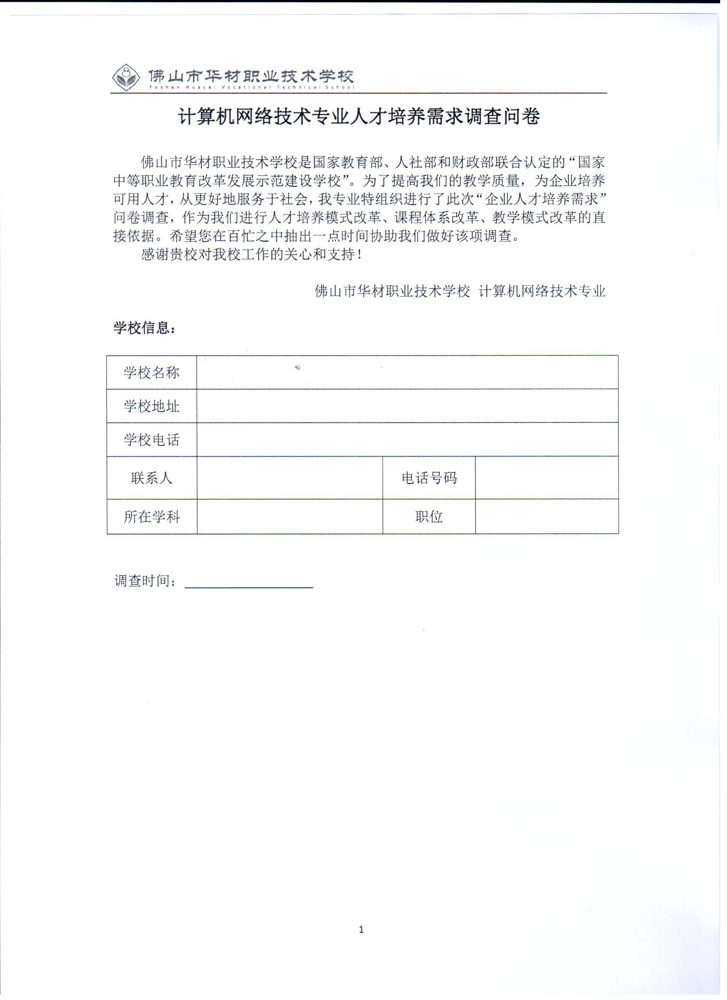 佛山市华材职业技术学校
Foshan Huacai Vocational Technical School
计算机网络技术专业人才培养需求调查问卷
佛山市华材职业技术学校是国家教育部、人社部和财政部联合认定的“国家
中等职业教育改革发展示范建设学校”。为了提高我们的教学质量，为企业培养
可用人才，从更好地服务于社会，我专业特组织进行了此次“企业人才培养需求”
问卷调查，作为我们进行人才培养模式改革、课程体系改革、教学模式改革的直
接依据。希望您在百忙之中抽出一点时间协助我们做好该项调查。
感谢贵校对我校工作的关心和支持！
佛山市华材职业技术学校 计算机网络技术专业
学校信息：
学校名称
学校地址
学校电话
联系人 电话号码
所在学科 职位
调查时间：
1